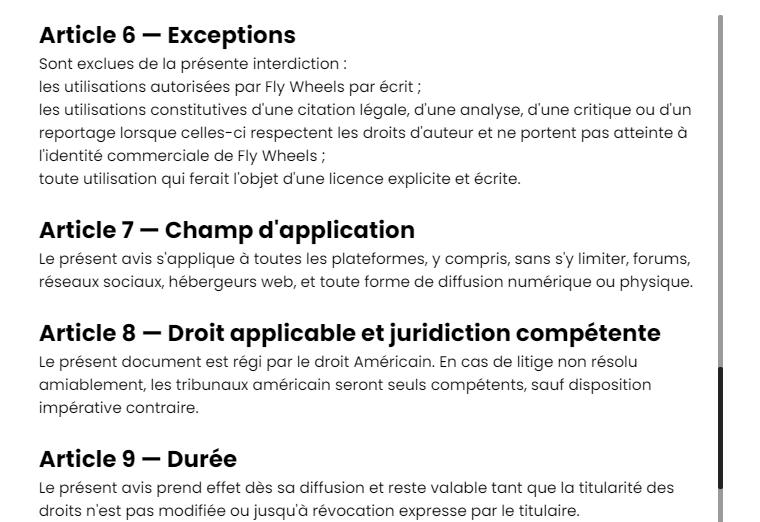 Article 6 — Exceptions
Sont exclues de la présente interdiction :
les utilisations autorisées par Fly Wheels par écrit ;
les utilisations constitutives d'une citation légale, d'une analyse, d'une critique ou d'un
reportage lorsque celles-ci respectent les droits d'auteur et ne portent pas atteinte à
l'identité commerciale de Fly Wheels ;
toute utilisation qui ferait l'objet d'une licence explicite et écrite.
Article 7 — Champ d'application
Le présent avis s'applique à toutes les plateformes, y compris, sans s'y limiter, forums,
réseaux sociaux, hébergeurs web, et toute forme de diffusion numérique ou physique.
Article 8 — Droit applicable et juridiction compétente
Le présent document est régi par le droit Américain. En cas de litige non résolu
amiablement, les tribunaux américain seront seuls compétents, sauf disposition
impérative contraire.
Article 9 — Durée
Le présent avis prend effet dès sa diffusion et reste valable tant que la titularité des
droits n'est pas modifiée ou jusqu'à révocation expresse par le titulaire.